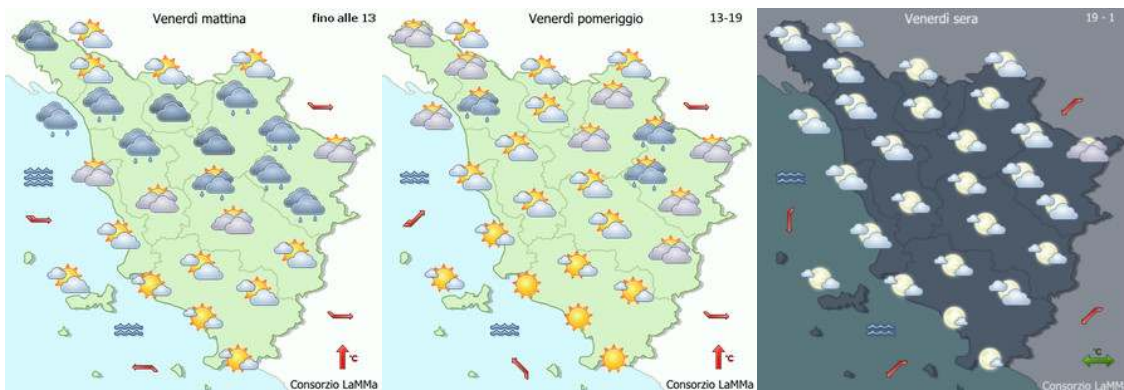 Venerdì mattina fino alle 13
°C
Consorzio LaMMa
Venerdì pomeriggio 13-19
°C
Consorzio LaMMa
Venerdì sera 19 - 1
°C
Consorzio LaMM